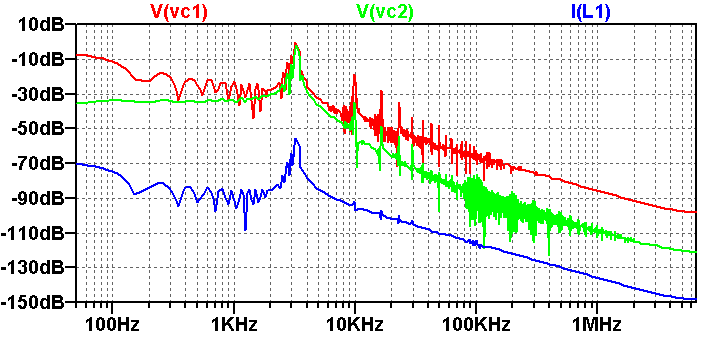 V(vc1) V(vc2) I(L1)
10dB
-10dB
-30dB
-50dB
-70dB
-90dB
-110dB
-130dB
-150dB
100Hz 1KHz 10KHz 100KHz 1MHz